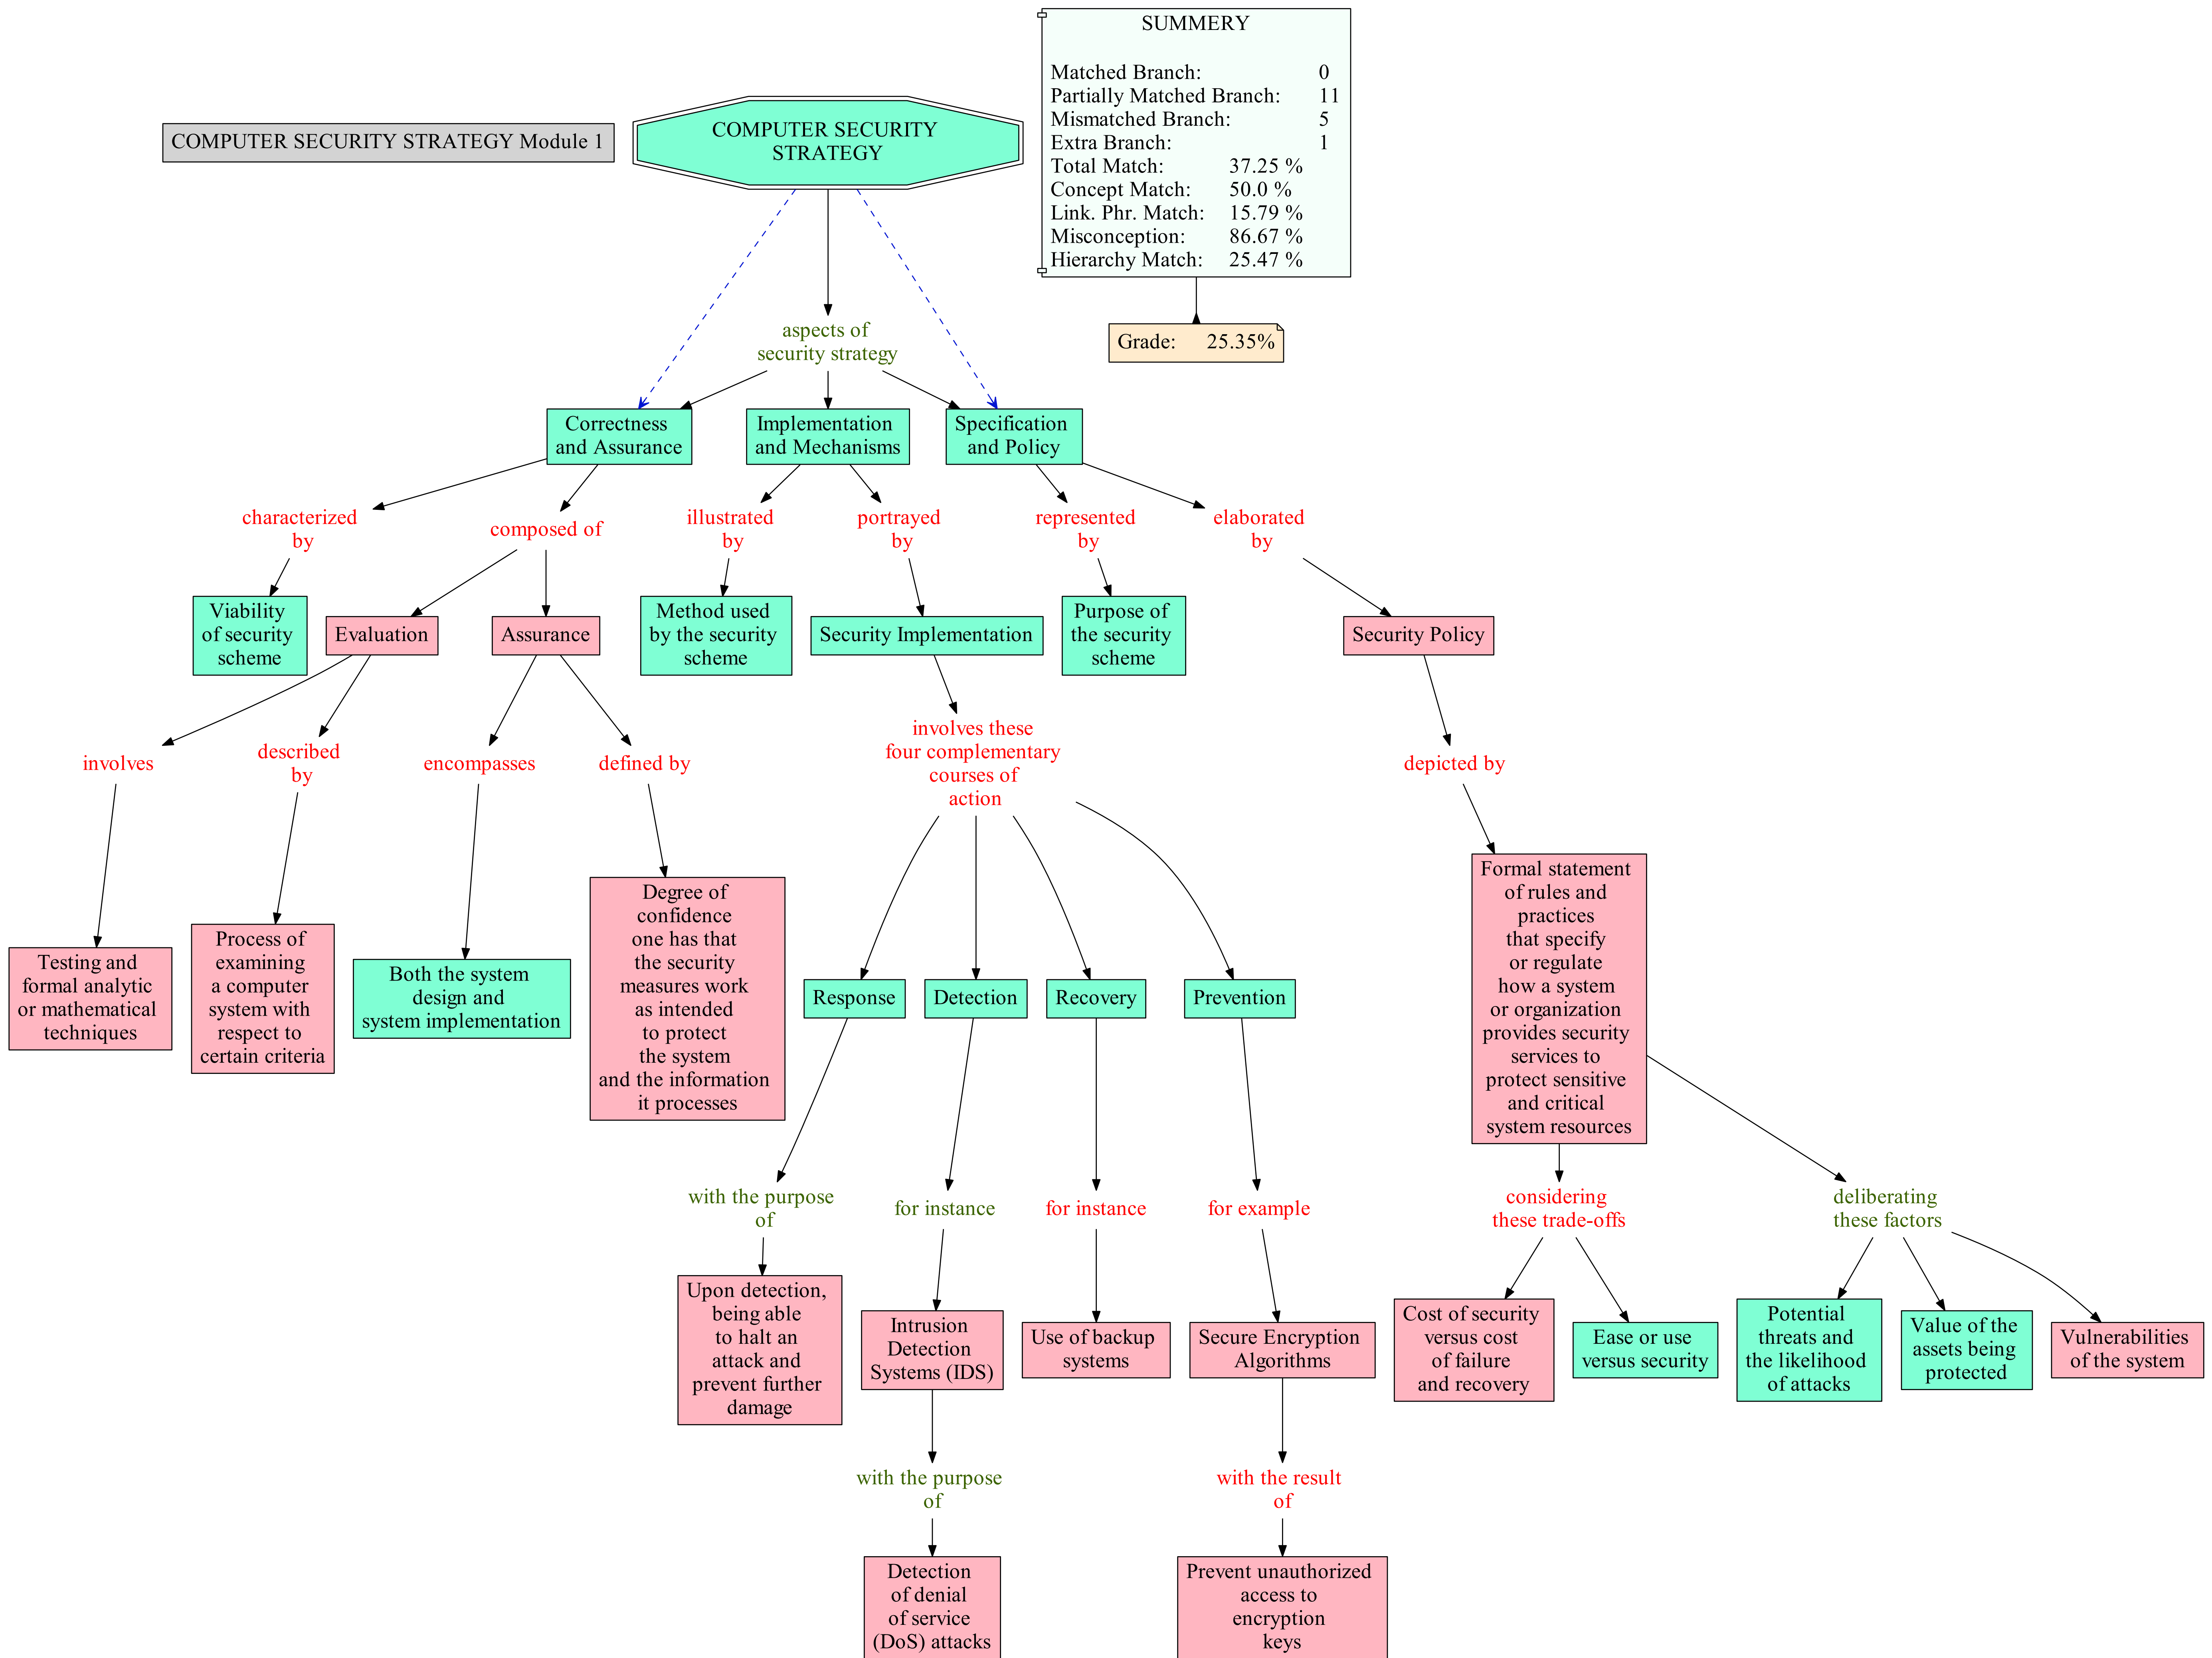 SUMMERY
Matched Branch: 0
Partially Matched Branch: 11
Mismatched Branch: 5
Extra Branch: 1
Total Match: 37.25 %
Concept Match: 50.0 %
Link. Phr. Match: 15.79 %
Misconception: 86.67 %
Hierarchy Match: 25.47 %
Grade: 25.35%
COMPUTER SECURITY STRATEGY Module 1
COMPUTER SECURITY
STRATEGY
aspects of
security strategy
Correctness
and Assurance
Implementation
and Mechanisms
Specification
and Policy
characterized
by
composed of
illustrated
by
portrayed
by
represented
by
elaborated
by
Viability
of security
scheme
Evaluation
Assurance
Method used
by the security
scheme
Security Implementation
Purpose of
the security
scheme
Security Policy
involves
described
by
encompasses
defined by
involves these
four complementary
courses of
action
depicted by
Testing and
formal analytic
or mathematical
techniques
Process of
examining
a computer
system with
respect to
certain criteria
Both the system
design and
system implementation
Degree of
confidence
one has that
the security
measures work
as intended
to protect
the system
and the information
it processes
Response
Detection
Recovery
Prevention
Formal statement
of rules and
practices
that specify
or regulate
how a system
or organization
provides security
services to
protect sensitive
and critical
system resources
with the purpose
of
for instance
for instance
for example
considering
these trade-offs
deliberating
these factors
Upon detection,
being able
to halt an
attack and
prevent further
damage
Intrusion
Detection
Systems (IDS)
Use of backup
systems
Secure Encryption
Algorithms
Cost of security
versus cost
of failure
and recovery
Ease or use
versus security
Potential
threats and
the likelihood
of attacks
Value of the
assets being
protected
Vulnerabilities
of the system
with the purpose
of
with the result
of
Detection
of denial
of service
(DoS) attacks
Prevent unauthorized
access to
encryption
keys